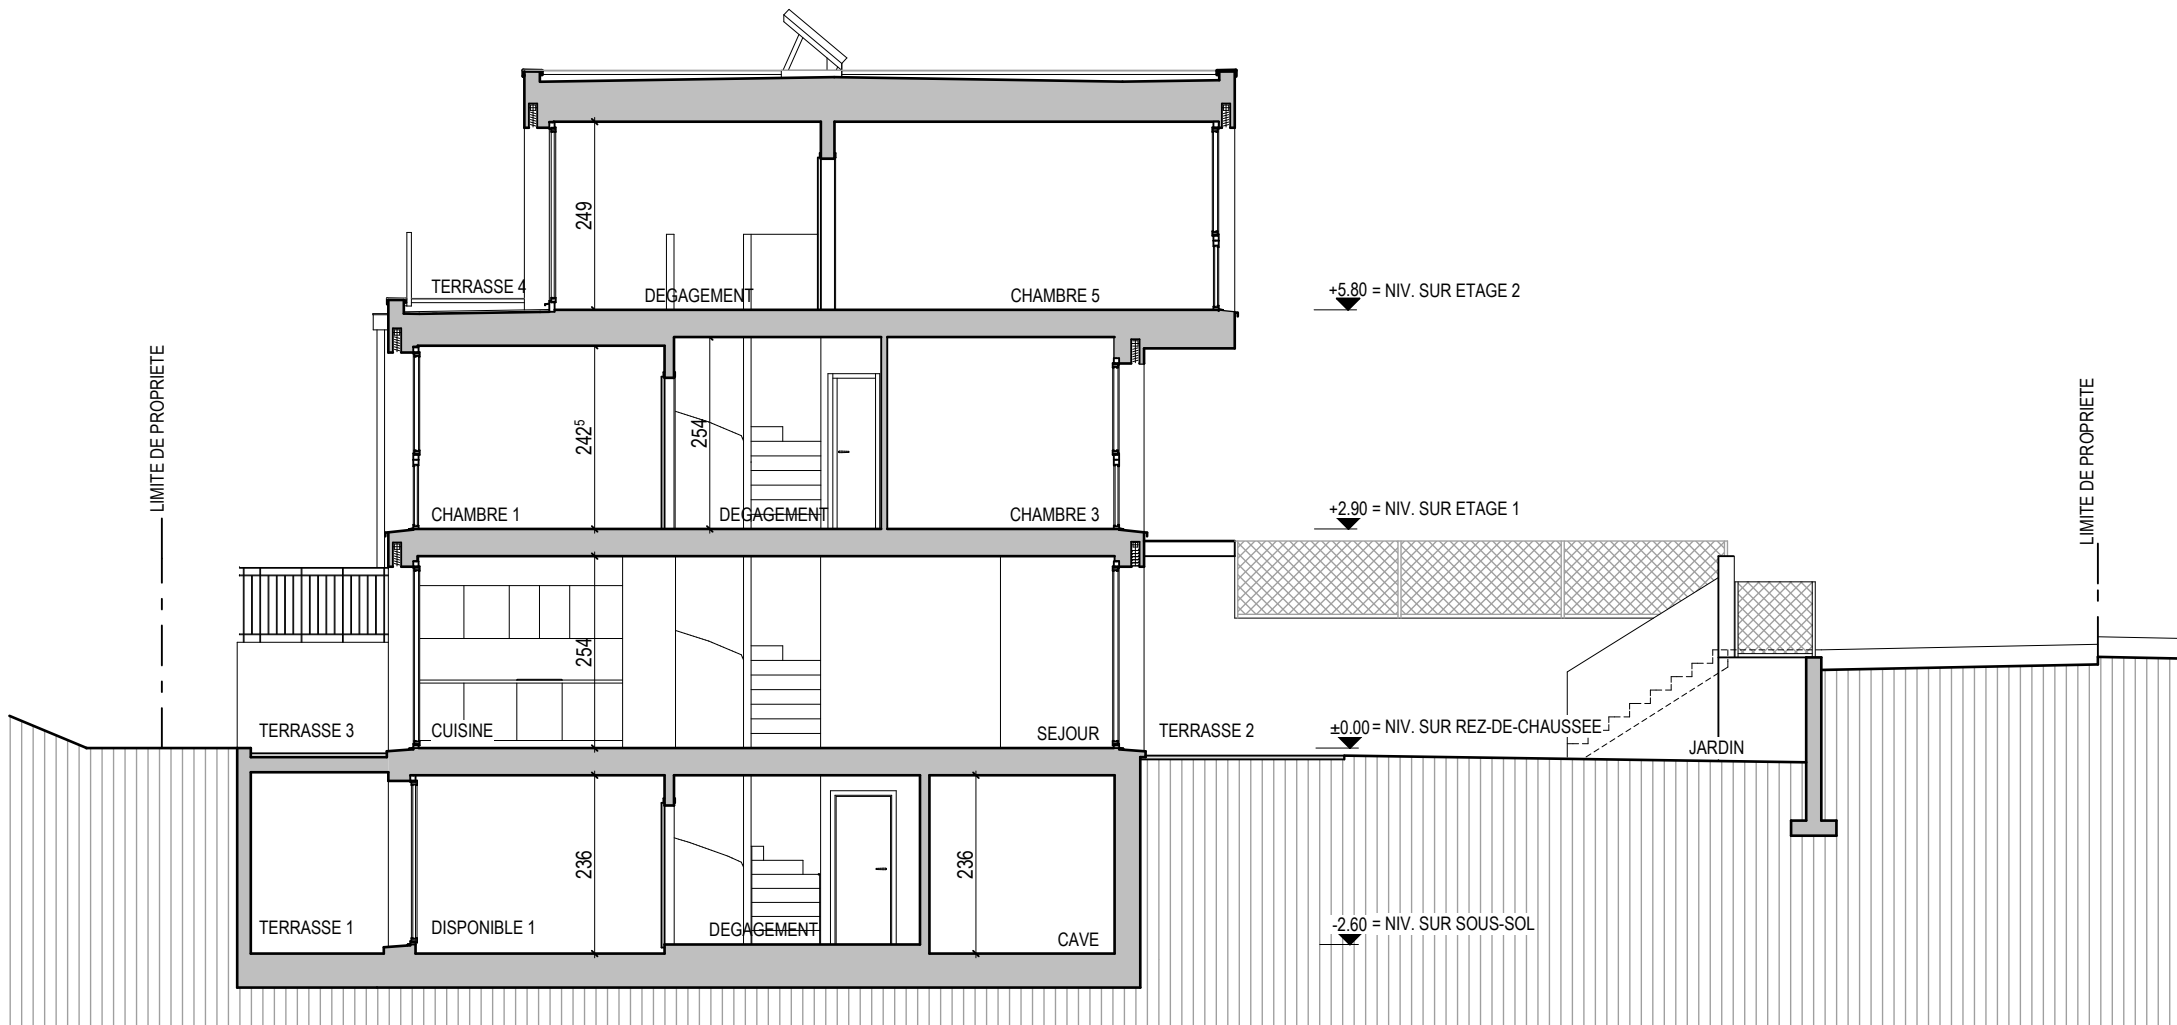 249
TERRASSE 4
DEGAGEMENT
CHAMBRE 5
+5.80 = NIV. SUR ETAGE 2
LIMITE DE PROPRIETE
LIMITE DE PROPRIETE
242⁵
254
CHAMBRE 1
DEGAGEMENT
CHAMBRE 3
+2.90 = NIV. SUR ETAGE 1
254
TERRASSE 3
CUISINE
SEJOUR
TERRASSE 2
±0.00 = NIV. SUR REZ-DE-CHAUSSEE
JARDIN
236
236
TERRASSE 1
DISPONIBLE 1
DEGAGEMENT
CAVE
-2.60 = NIV. SUR SOUS-SOL